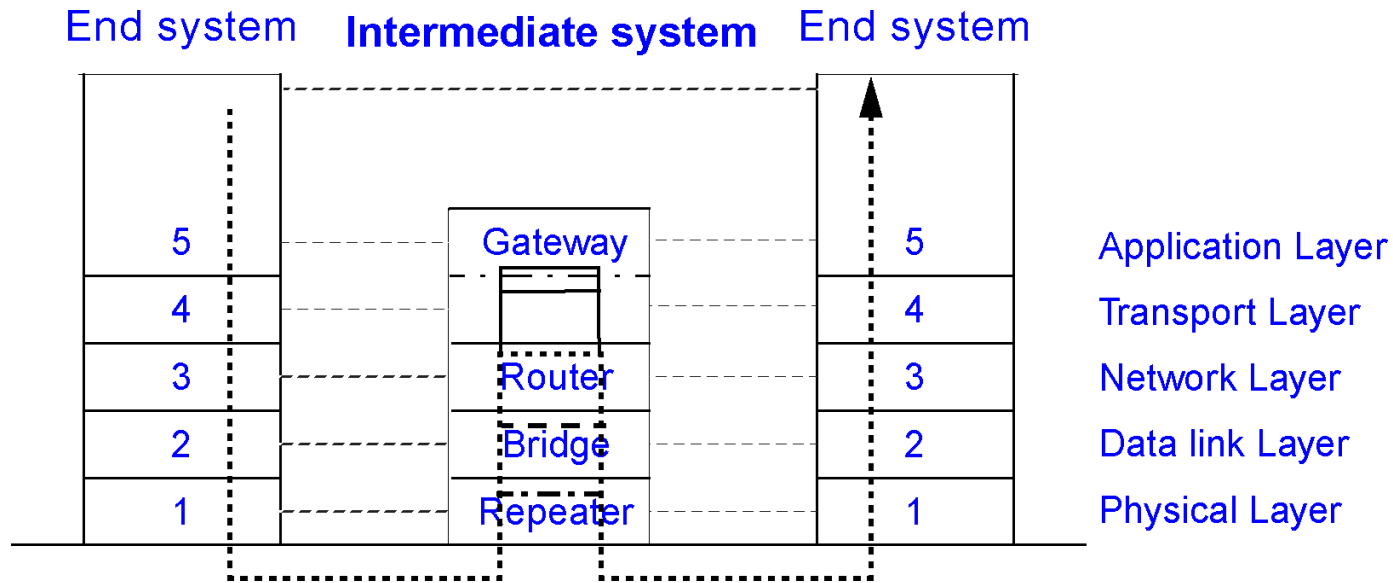 End system Intermediate system End system
5 Gateway 5 Application Layer
4 4 Transport Layer
3 Router 3 Network Layer
2 Bridge 2 Data link Layer
1 Repeater 1 Physical Layer